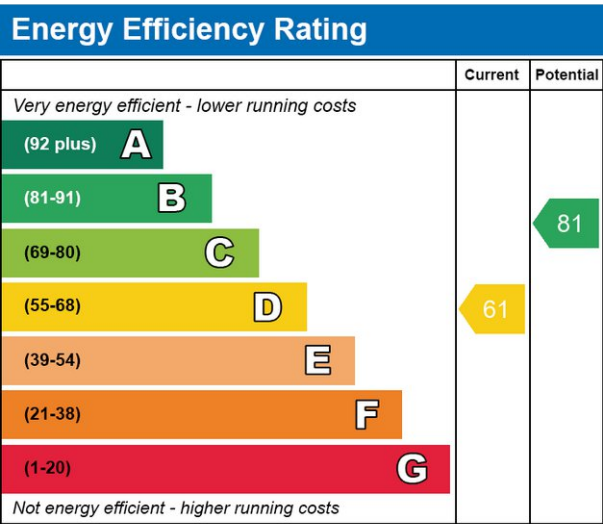 Energy Efficiency Rating
Current Potential
Very energy efficient - lower running costs
(92 plus) A
(81-91) B
81
(69-80) C
(55-68) D
61
(39-54) E
(21-38) F
(1-20) G
Not energy efficient - higher running costs